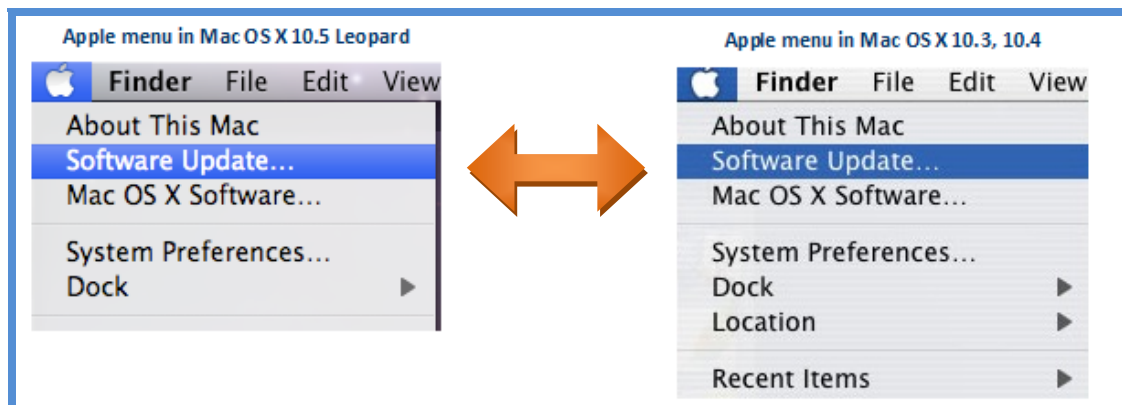 Apple menu in Mac OS X 10.5 Leopard
Finder File Edit View
About This Mac
Software Update...
Mac OS X Software...
System Preferences...
Dock
Apple menu in Mac OS X 10.3, 10.4
Finder File Edit View
About This Mac
Software Update...
Mac OS X Software...
System Preferences...
Dock
Location
Recent Items